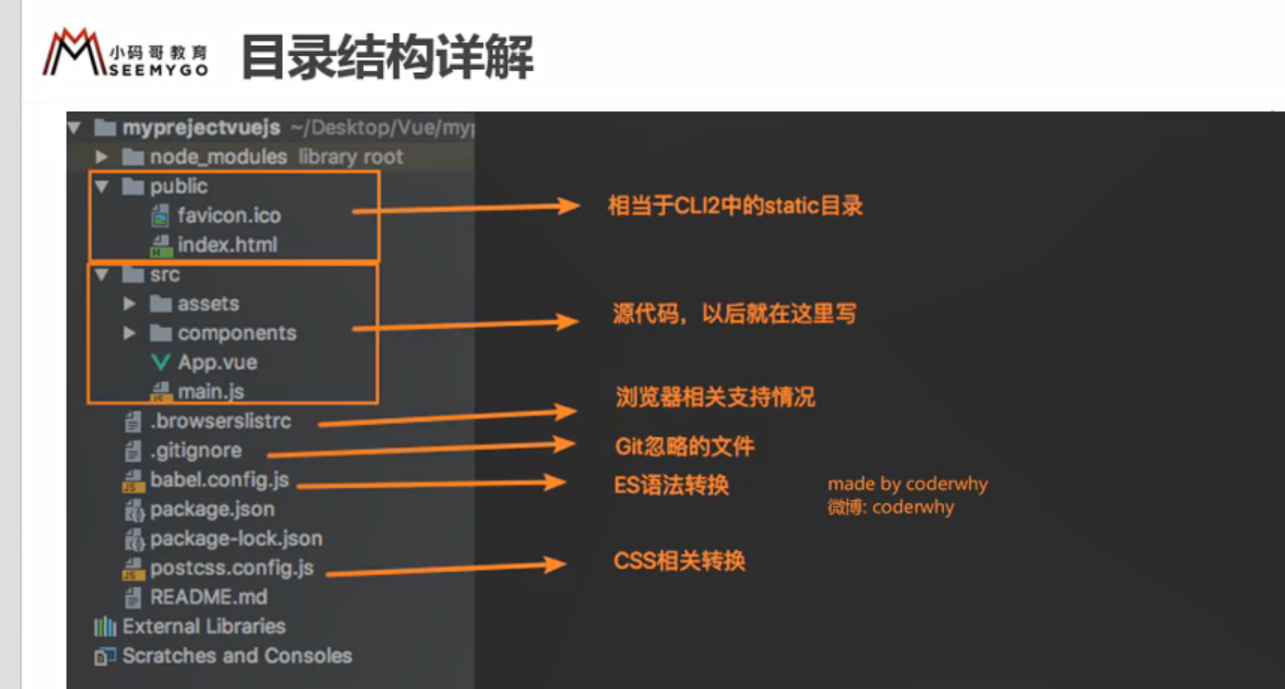 小码哥教育
SEEMYGO
目录结构详解
myprejectvuejs ~/Desktop/Vue/myp
node_modules library root
public
favicon.ico
index.html
相当于CLI2中的static目录
src
assets
components
App.vue
main.js
源代码，以后就在这里写
.browserslistrc
浏览器相关支持情况
.gitignore
Git忽略的文件
babel.config.js
ES语法转换
made by coderwhy
微博: coderwhy
package.json
package-lock.json
postcss.config.js
CSS相关转换
README.md
External Libraries
Scratches and Consoles